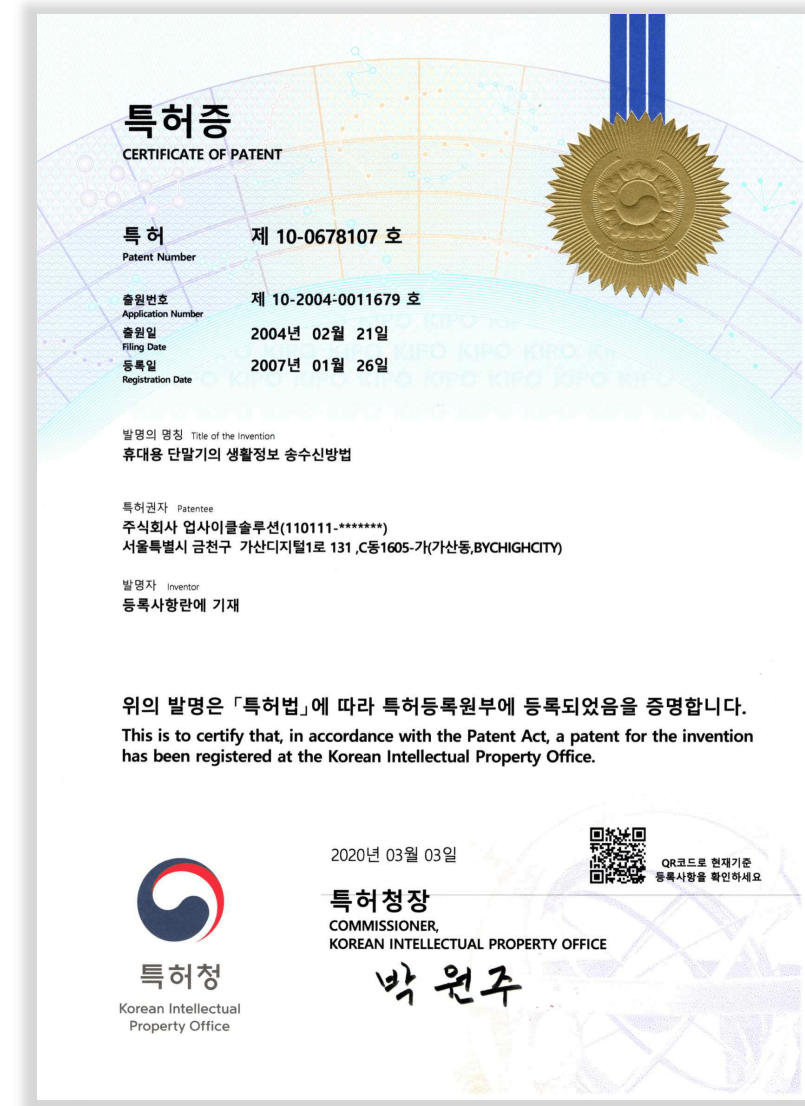 특허증
CERTIFICATE OF PATENT
특 허 제 10-0678107 호
Patent Number
출원번호 제 10-2004-0011679 호
Application Number
출원일 2004년 02월 21일
Filing Date
등록일 2007년 01월 26일
Registration Date
발명의 명칭 Title of the Invention
휴대용 단말기의 생활정보 송수신방법
특허권자 Patentee
주식회사 업사이클솔루션(110111-*******)
서울특별시 금천구 가산디지털1로 131 ,C동1605-가(가산동,BYCHIGHCITY)
발명자 Inventor
등록사항란에 기재
위의 발명은 「특허법」에 따라 특허등록원부에 등록되었음을 증명합니다.
This is to certify that, in accordance with the Patent Act, a patent for the invention
has been registered at the Korean Intellectual Property Office.
2020년 03월 03일
QR코드로 현재기준
등록사항을 확인하세요
특허청장
COMMISSIONER,
KOREAN INTELLECTUAL PROPERTY OFFICE
박원주
특허청
Korean Intellectual
Property Office
대한민국